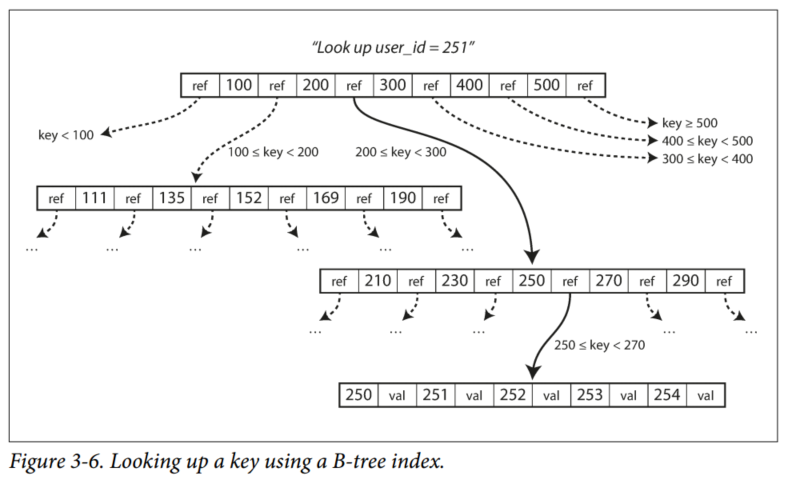 “Look up user_id = 251”
ref 100 ref 200 ref 300 ref 400 ref 500 ref
key < 100
key ≥ 500
400 ≤ key < 500
300 ≤ key < 400
100 ≤ key < 200
200 ≤ key < 300
ref 111 ref 135 ref 152 ref 169 ref 190 ref
... ... ... ... ... ...
ref 210 ref 230 ref 250 ref 270 ref 290 ref
... ... ... ... ...
250 ≤ key < 270
250 val 251 val 252 val 253 val 254 val
Figure 3-6. Looking up a key using a B-tree index.